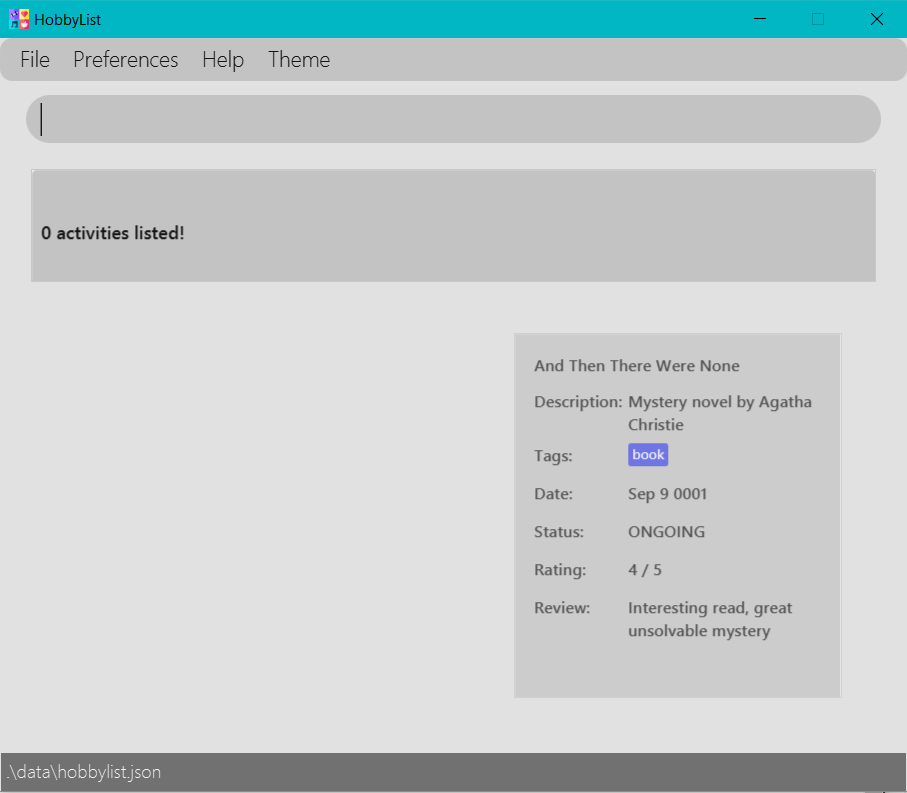 HobbyList
File Preferences Help Theme
0 activities listed!
And Then There Were None
Description: Mystery novel by Agatha
Christie
Tags: book
Date: Sep 9 0001
Status: ONGOING
Rating: 4 / 5
Review: Interesting read, great
unsolvable mystery
.\data\hobbylist.json